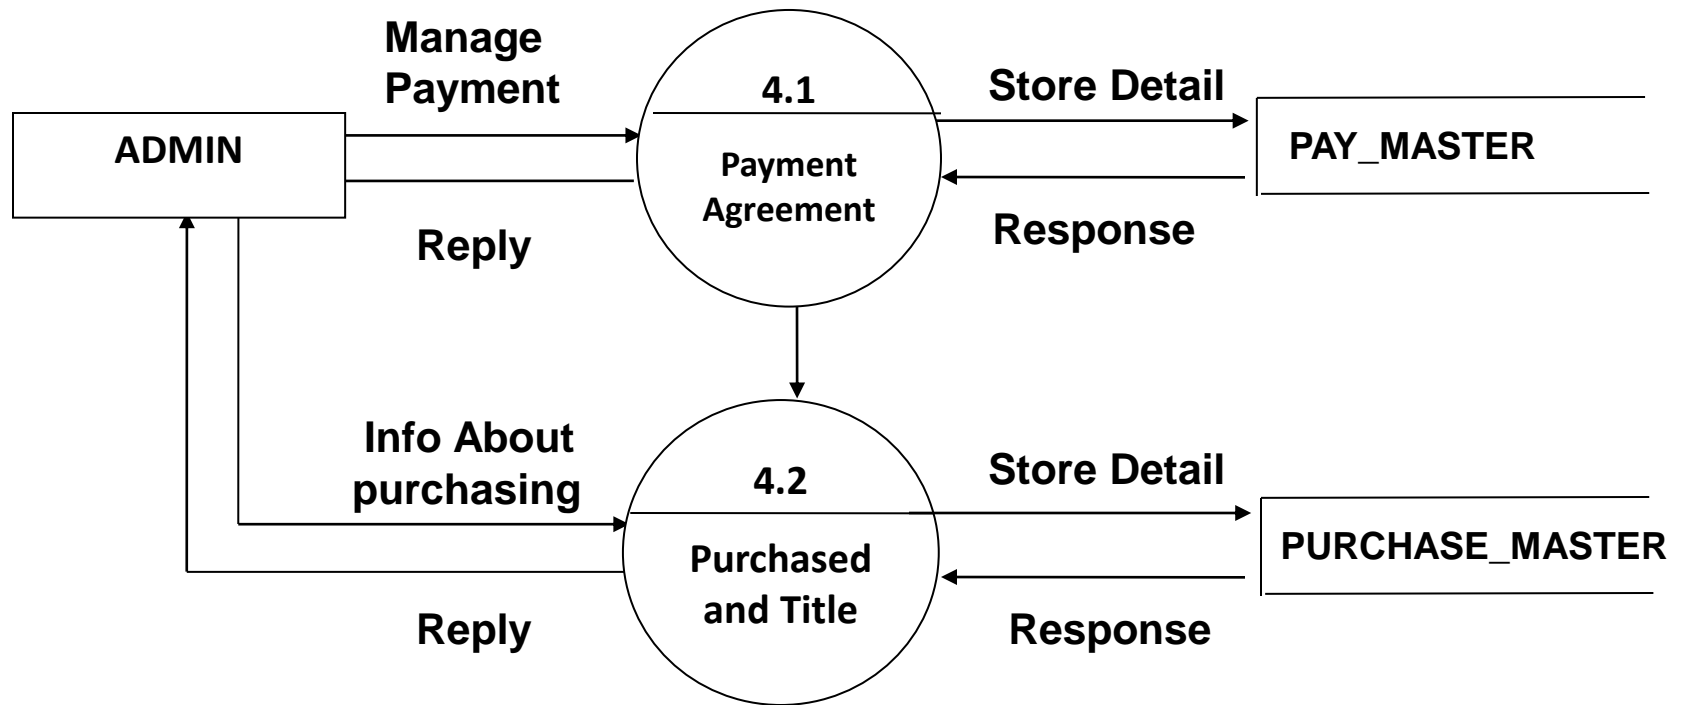 Manage
Payment
4.1
Store Detail
ADMIN
Payment
Agreement
PAY_MASTER
Reply
Response
Info About
purchasing
4.2
Store Detail
Purchased
and Title
PURCHASE_MASTER
Reply
Response